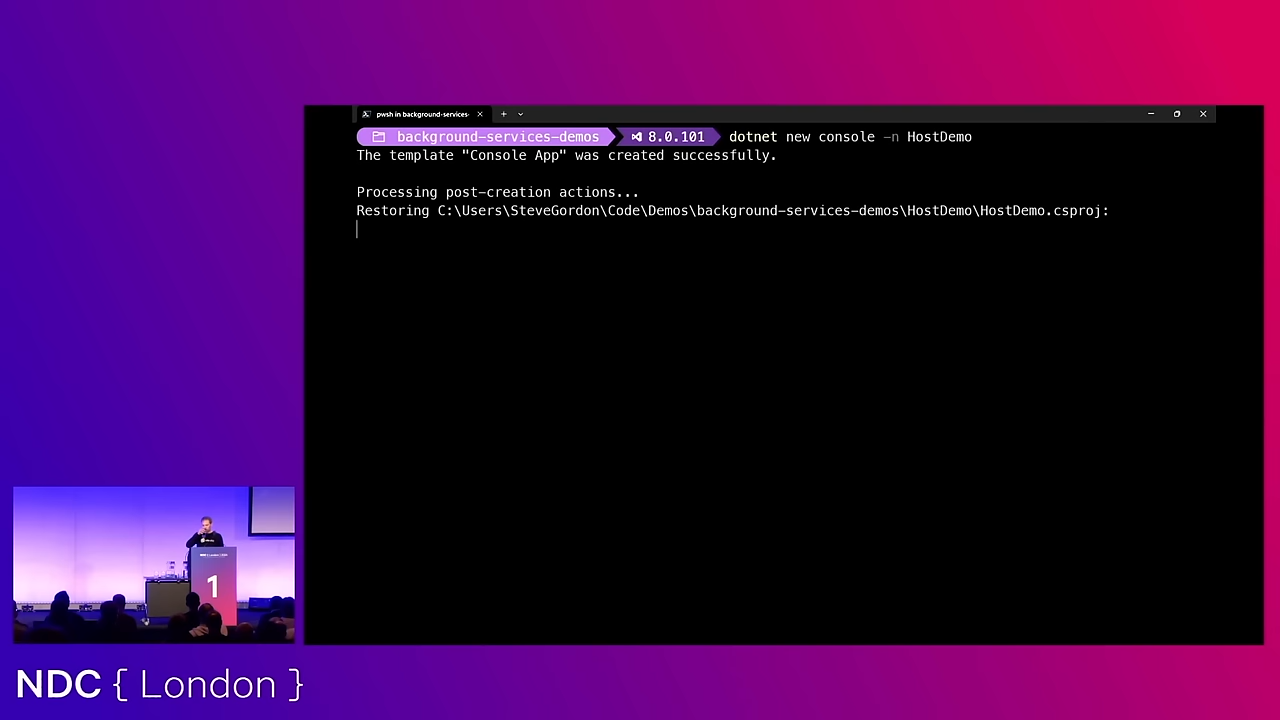 pwsh in background-services-
background-services-demos 8.0.101 dotnet new console -n HostDemo
The template "Console App" was created successfully.
Processing post-creation actions...
Restoring C:\Users\SteveGordon\Code\Demos\background-services-demos\HostDemo\HostDemo.csproj:
1
NDC { London }